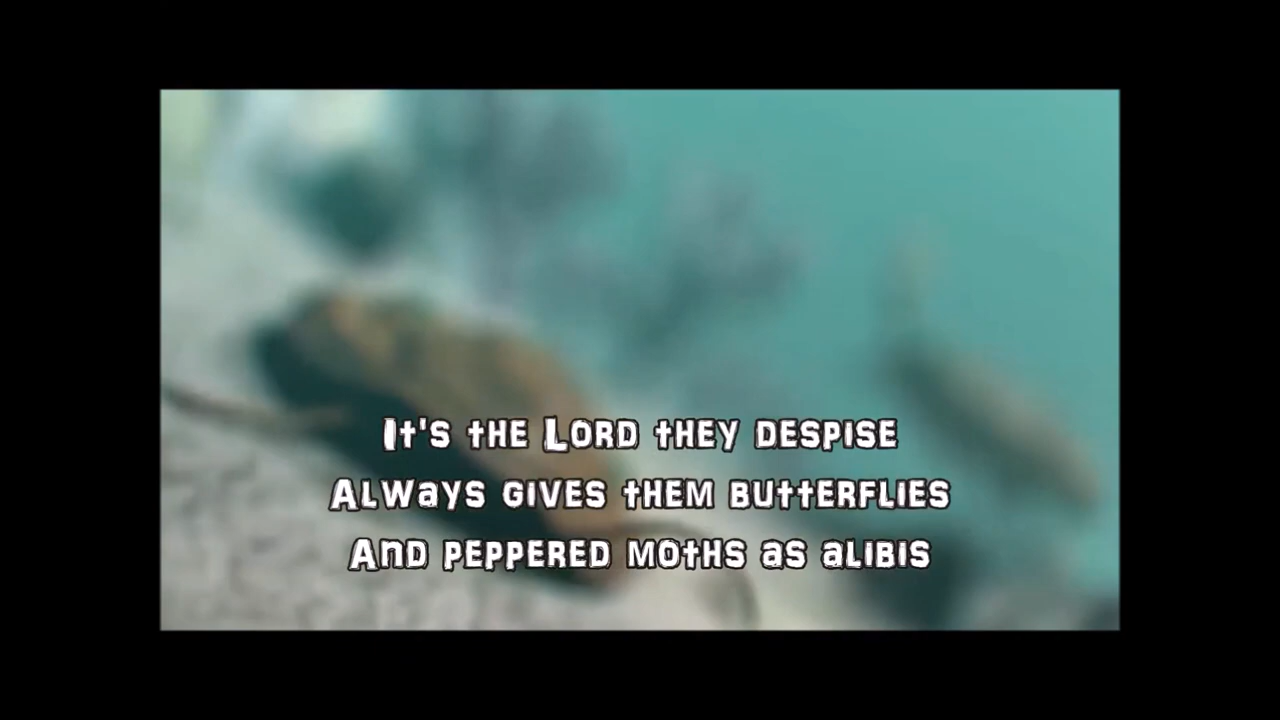 It's the Lord they despise
Always gives them butterflies
And peppered moths as alibis